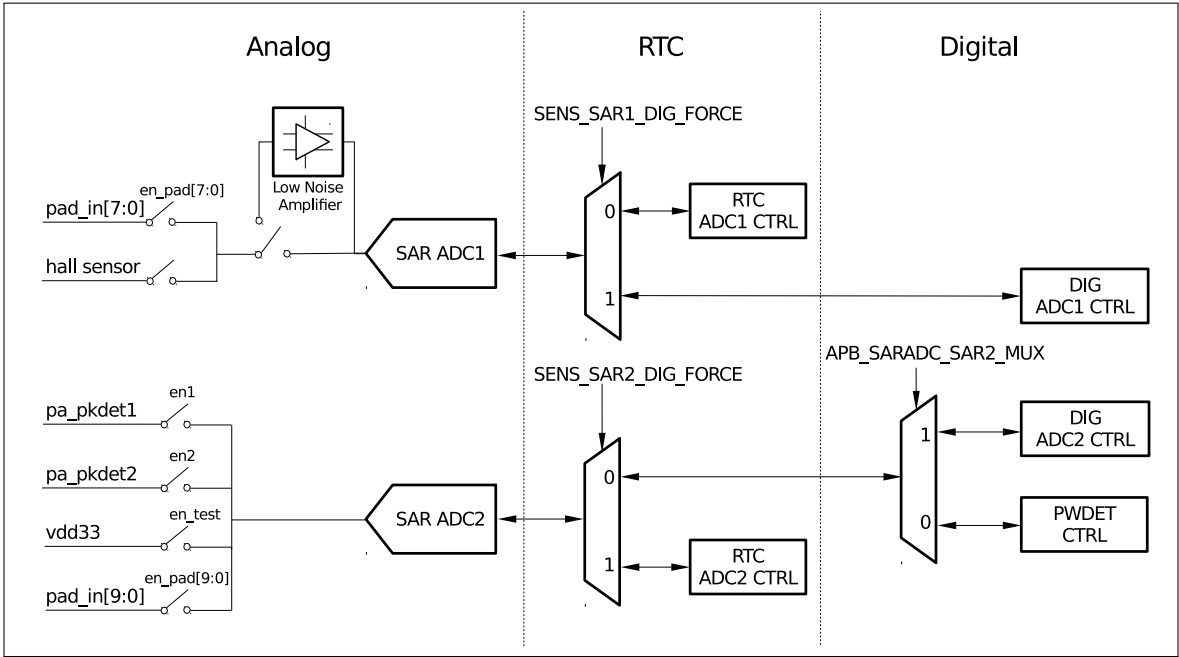 Analog
RTC
Digital
SENS_SAR1_DIG_FORCE
Low Noise
Amplifier
en_pad[7:0]
pad_in[7:0]
hall sensor
SAR ADC1
0
1
RTC
ADC1 CTRL
DIG
ADC1 CTRL
SENS_SAR2_DIG_FORCE
APB_SARADC_SAR2_MUX
en1
pa_pkdet1
en2
pa_pkdet2
en_test
vdd33
en_pad[9:0]
pad_in[9:0]
SAR ADC2
0
1
RTC
ADC2 CTRL
1
0
DIG
ADC2 CTRL
PWDET
CTRL